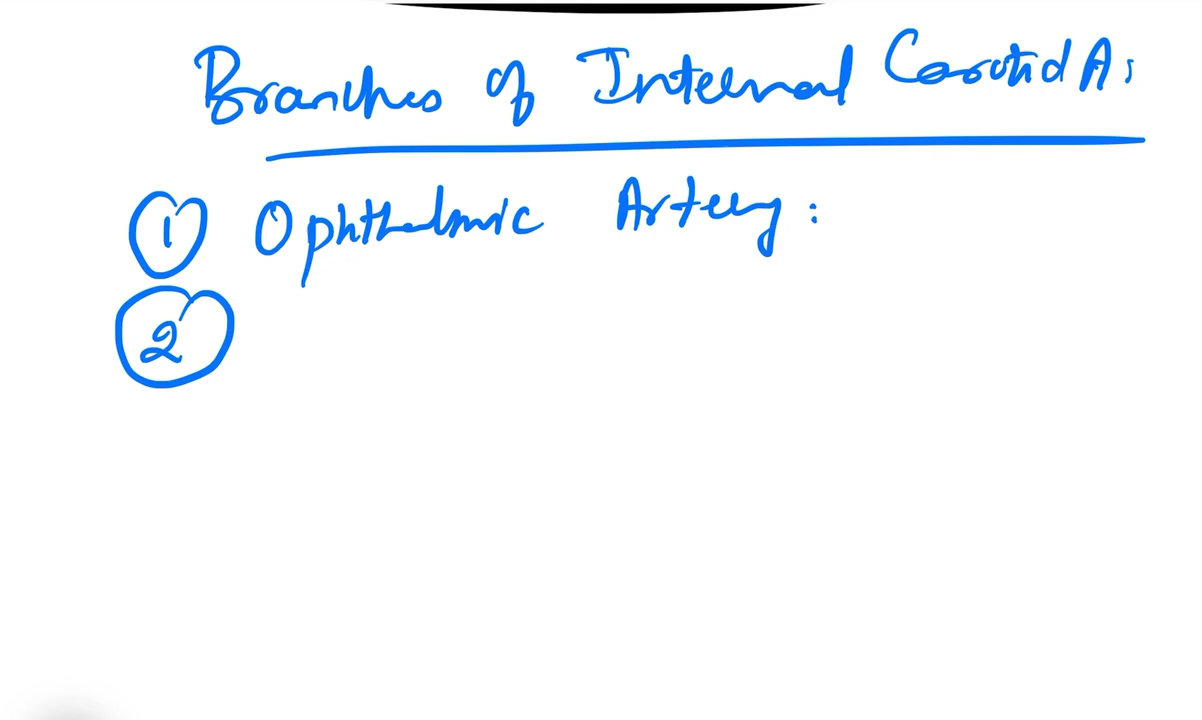 Branches of Internal Carotid A:
① Ophthalmic Artery:
②